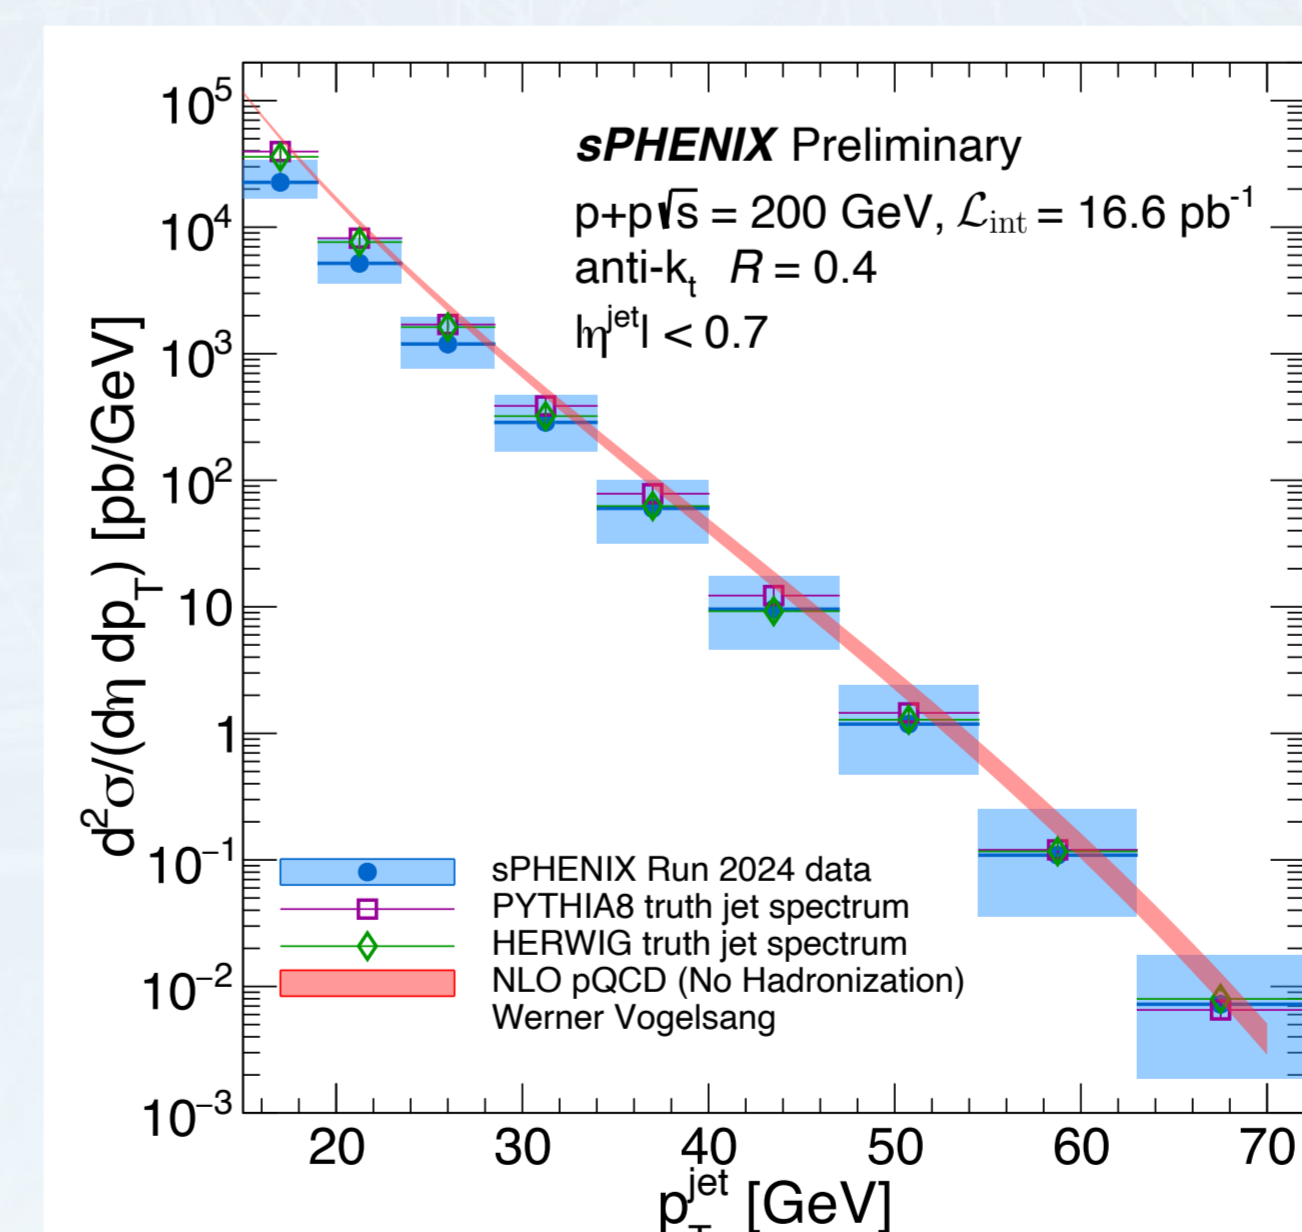 sPHENIX Preliminary
p+p √s = 200 GeV, ℒint = 16.6 pb⁻¹
anti-kt R = 0.4
|ηjet| < 0.7
d²σ/(dη dpT) [pb/GeV]
10⁵
10⁴
10³
10²
10
1
10⁻¹
10⁻²
10⁻³
sPHENIX Run 2024 data
PYTHIA8 truth jet spectrum
HERWIG truth jet spectrum
NLO pQCD (No Hadronization)
Werner Vogelsang
20 30 40 50 60 70
pTjet [GeV]